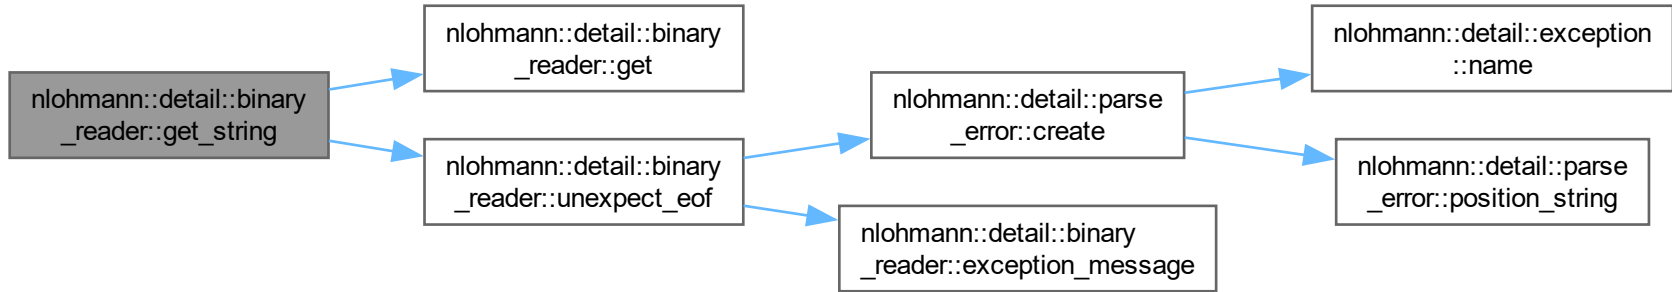 nlohmann::detail::binary
_reader::get_string
nlohmann::detail::binary
_reader::get
nlohmann::detail::binary
_reader::unexpect_eof
nlohmann::detail::parse
_error::create
nlohmann::detail::binary
_reader::exception_message
nlohmann::detail::exception
::name
nlohmann::detail::parse
_error::position_string